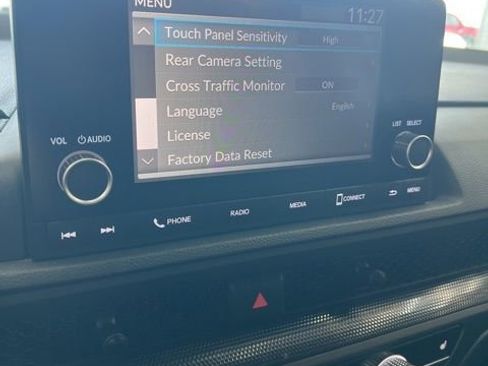 MENU
11:27
Touch Panel Sensitivity High
Rear Camera Setting
Cross Traffic Monitor ON
Language English
License
Factory Data Reset
VOL AUDIO
LIST SELECT
PHONE RADIO MEDIA CONNECT MENU